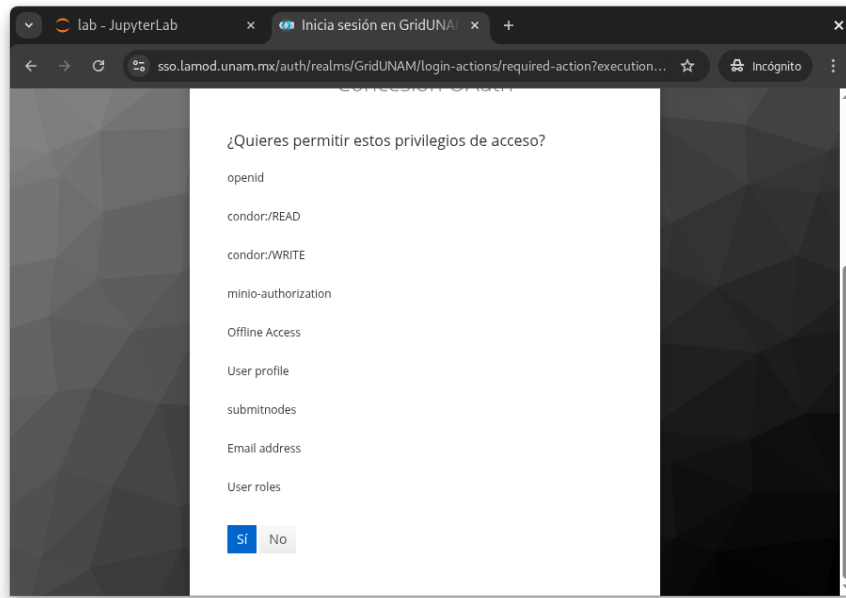 lab - JupyterLab
Inicia sesión en GridUNA
sso.lamod.unam.mx/auth/realms/GridUNAM/login-actions/required-action?execution...
Incógnito
Concesión OAuth
¿Quieres permitir estos privilegios de acceso?
openid
condor:/READ
condor:/WRITE
minio-authorization
Offline Access
User profile
submitnodes
Email address
User roles
Sí
No